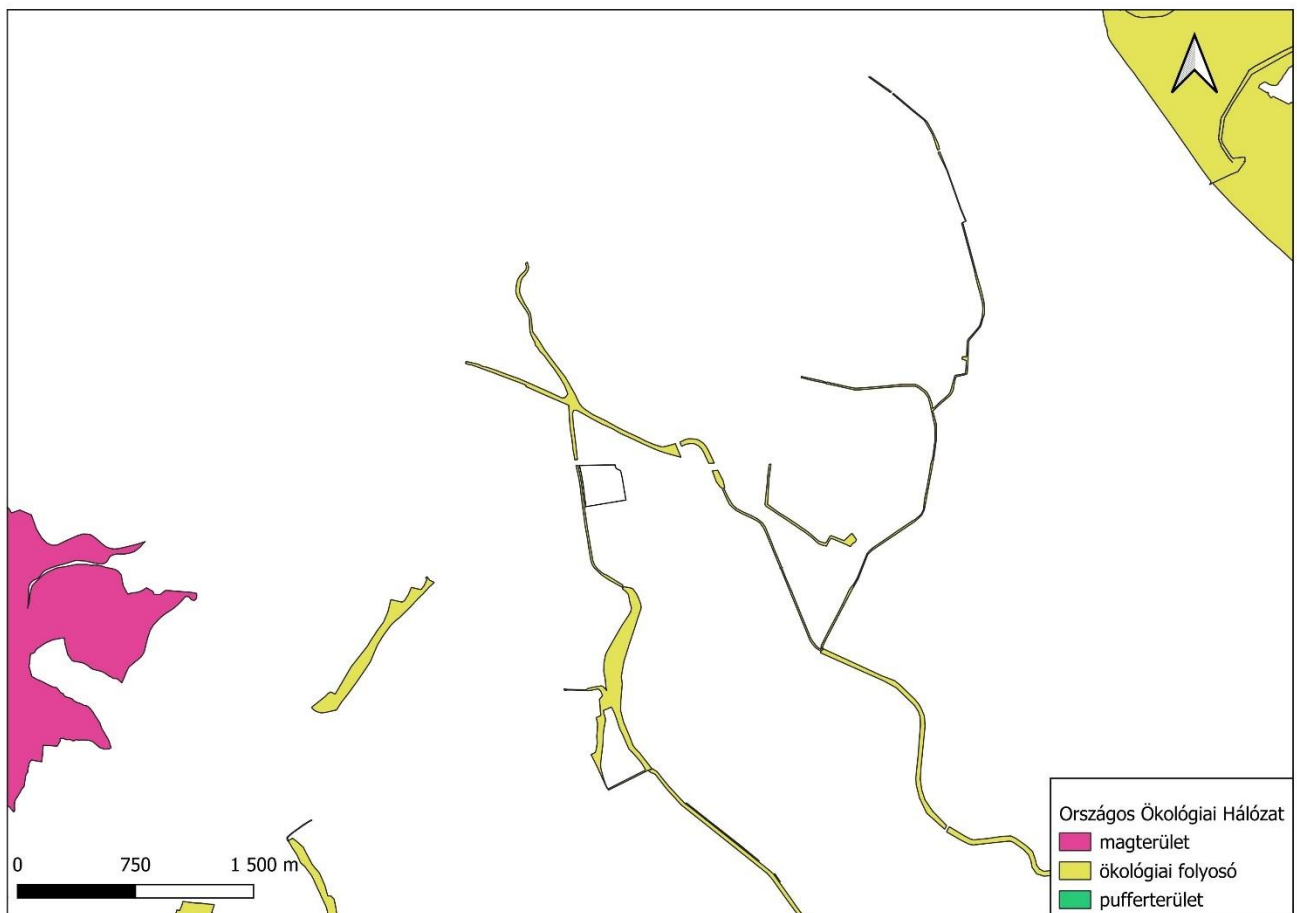 Országos Ökológiai Hálózat
magterület
ökológiai folyosó
pufferterület
0 750 1 500 m